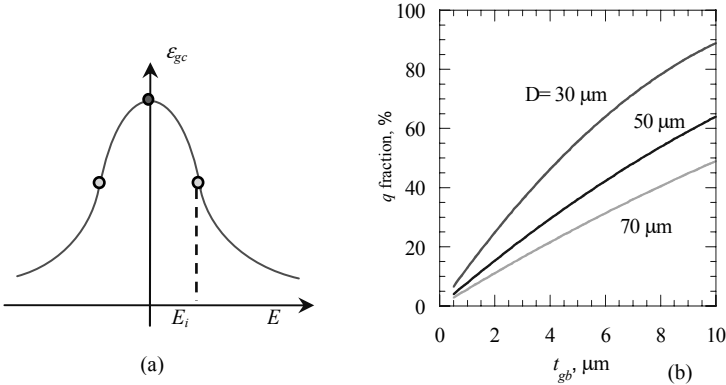 ε_gc
E_i
E
(a)
100
80
60
40
20
0
q fraction, %
D= 30 μm
50 μm
70 μm
0 2 4 6 8 10
t_gb, μm
(b)